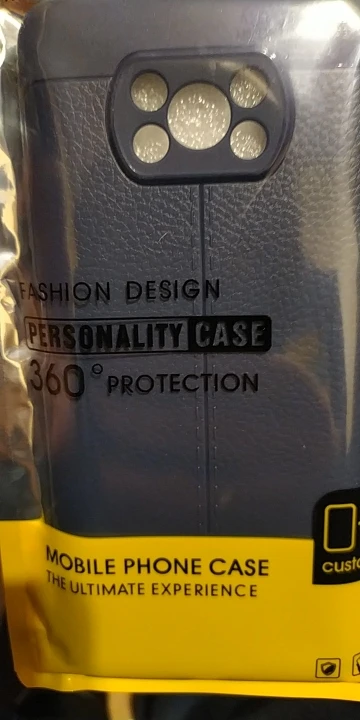 FASHION DESIGN
PERSONALITY CASE
360° PROTECTION
MOBILE PHONE CASE
THE ULTIMATE EXPERIENCE